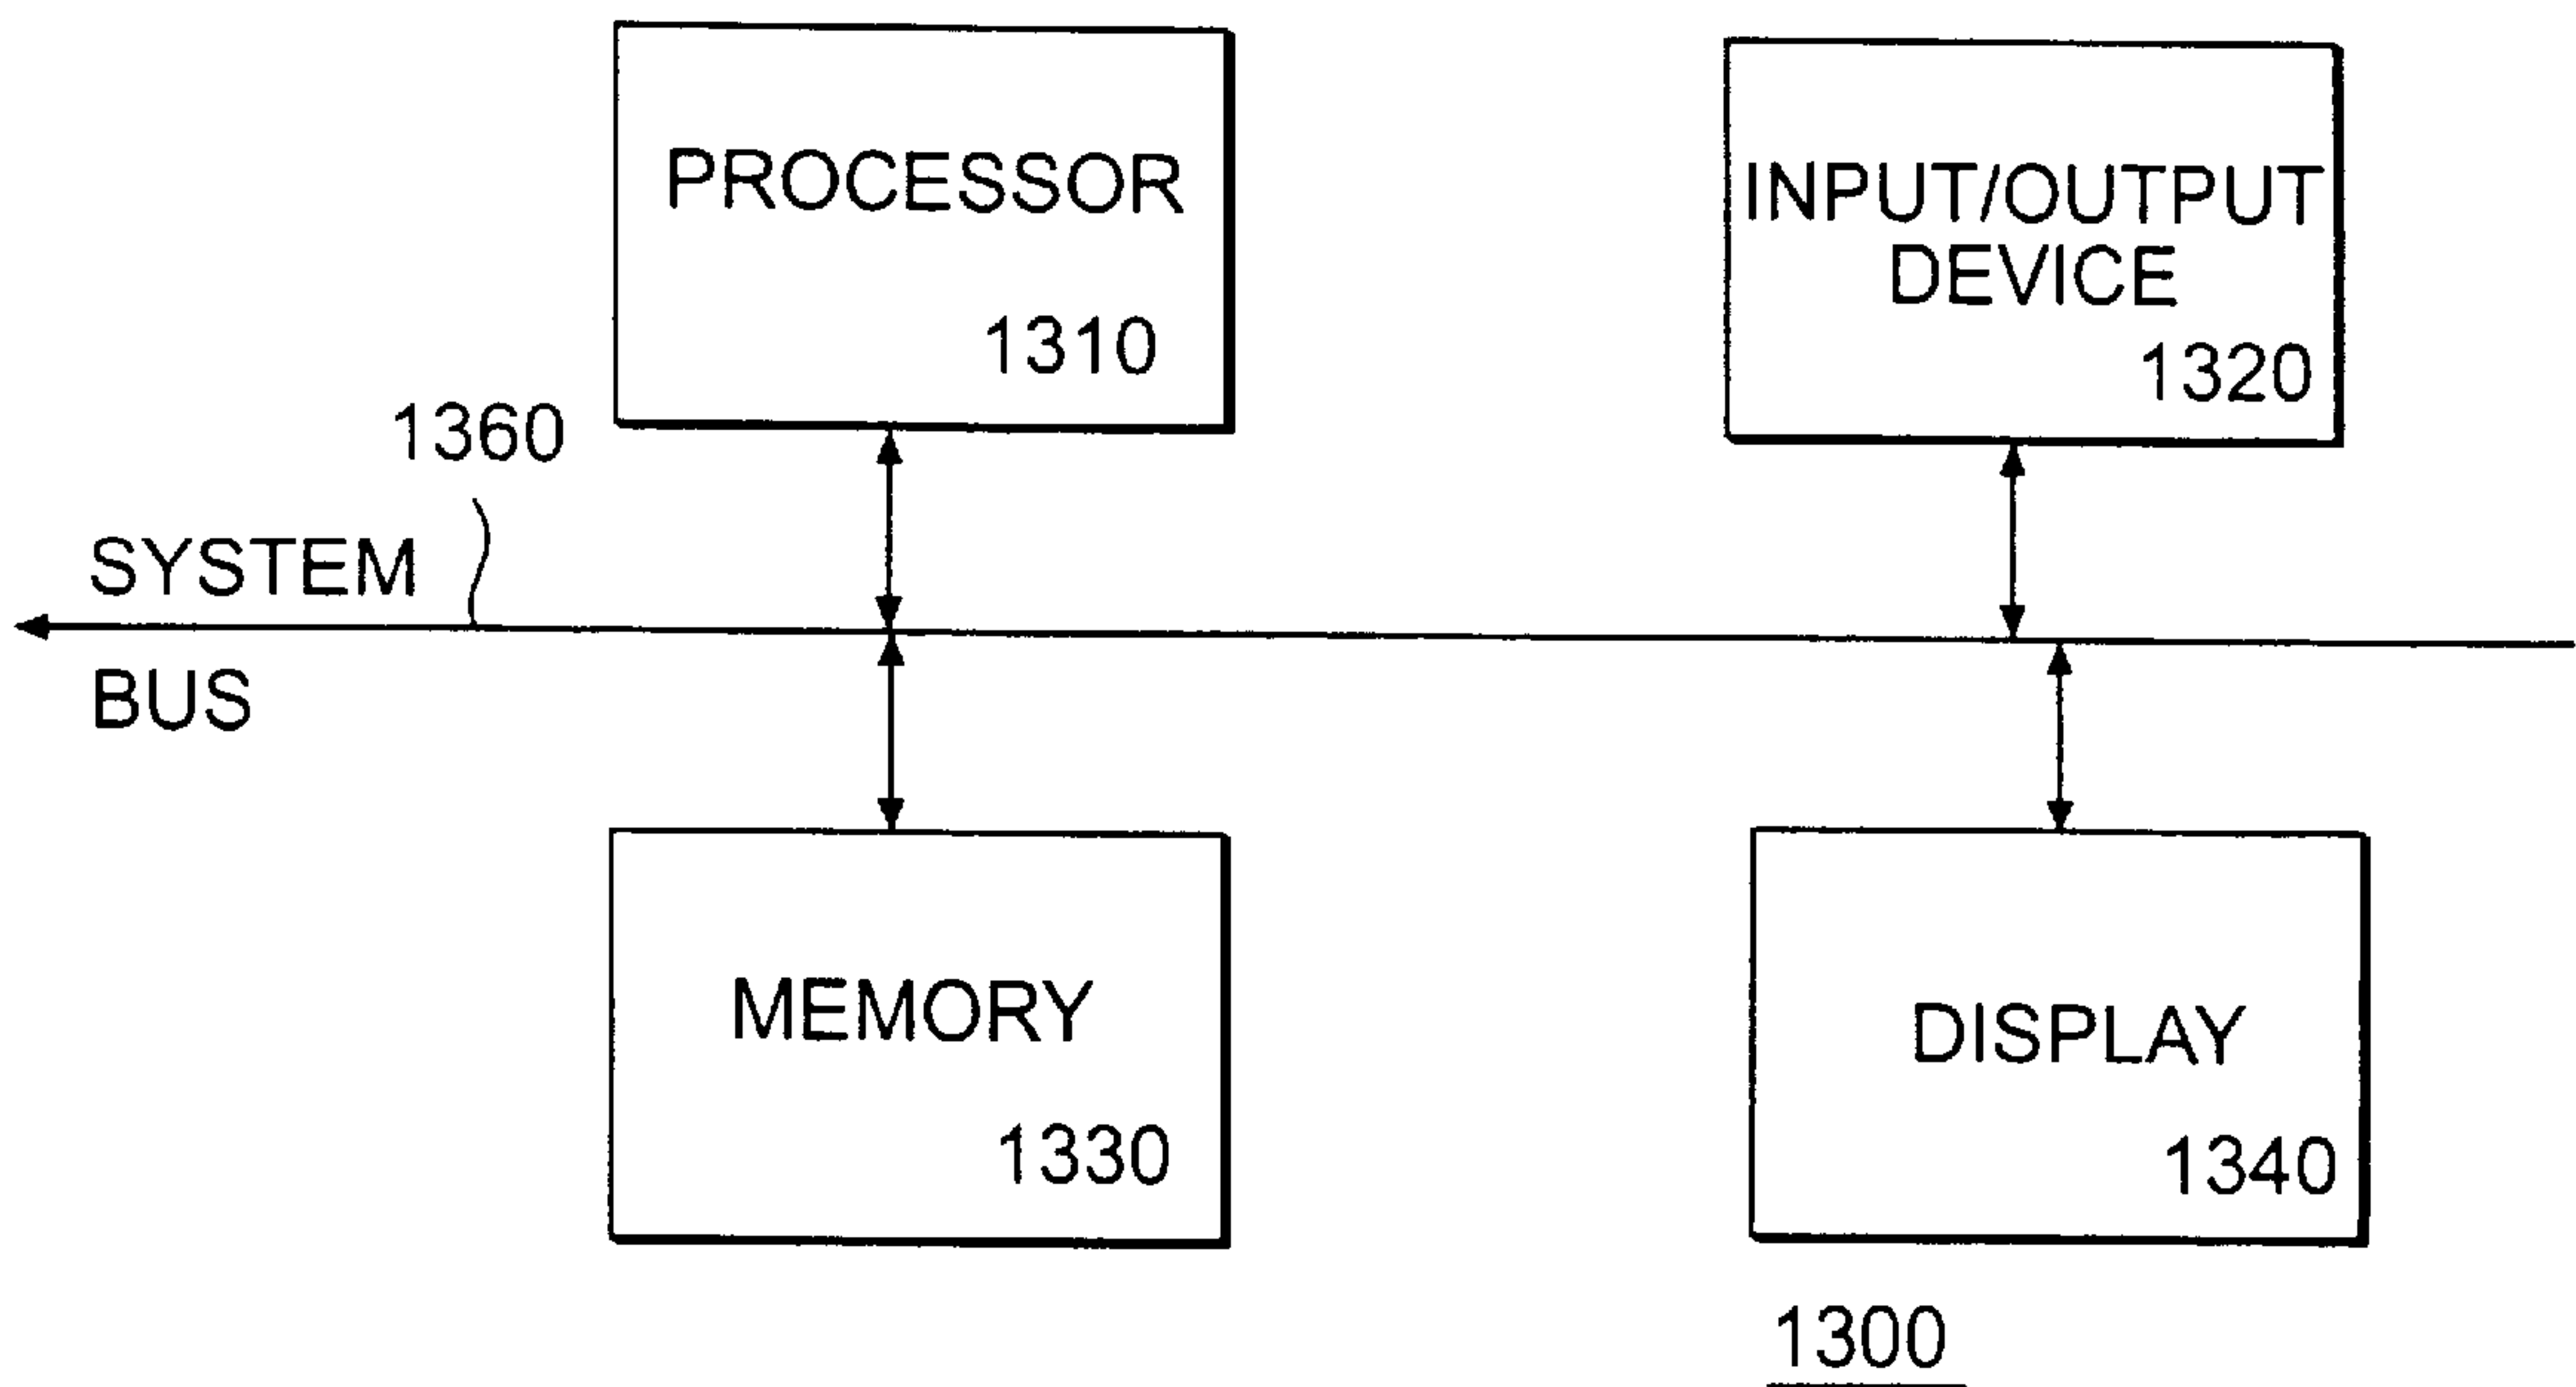 PROCESSOR
1310
INPUT/OUTPUT
DEVICE
1320
1360
SYSTEM
BUS
MEMORY
1330
DISPLAY
1340
1300